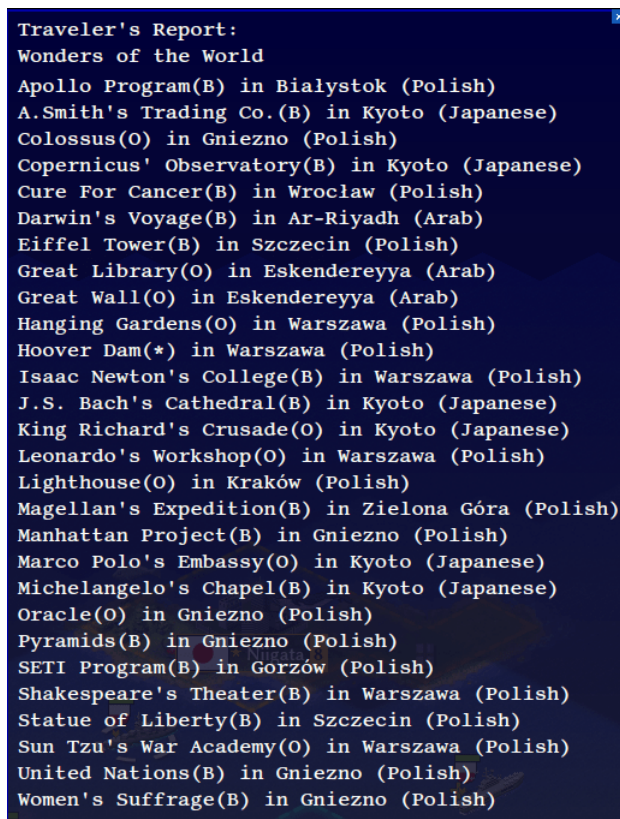 Traveler's Report:
Wonders of the World
Apollo Program(B) in Białystok (Polish)
A.Smith's Trading Co.(B) in Kyoto (Japanese)
Colossus(O) in Gniezno (Polish)
Copernicus' Observatory(B) in Kyoto (Japanese)
Cure For Cancer(B) in Wrocław (Polish)
Darwin's Voyage(B) in Ar-Riyadh (Arab)
Eiffel Tower(B) in Szczecin (Polish)
Great Library(O) in Eskendereyya (Arab)
Great Wall(O) in Eskendereyya (Arab)
Hanging Gardens(O) in Warszawa (Polish)
Hoover Dam(*) in Warszawa (Polish)
Isaac Newton's College(B) in Warszawa (Polish)
J.S. Bach's Cathedral(B) in Kyoto (Japanese)
King Richard's Crusade(O) in Kyoto (Japanese)
Leonardo's Workshop(O) in Warszawa (Polish)
Lighthouse(O) in Kraków (Polish)
Magellan's Expedition(B) in Zielona Góra (Polish)
Manhattan Project(B) in Gniezno (Polish)
Marco Polo's Embassy(O) in Kyoto (Japanese)
Michelangelo's Chapel(B) in Kyoto (Japanese)
Oracle(O) in Gniezno (Polish)
Pyramids(B) in Gniezno (Polish)
Niigata 8
SETI Program(B) in Gorzów (Polish)
Shakespeare's Theater(B) in Warszawa (Polish)
Statue of Liberty(B) in Szczecin (Polish)
Sun Tzu's War Academy(O) in Warszawa (Polish)
United Nations(B) in Gniezno (Polish)
Women's Suffrage(B) in Gniezno (Polish)